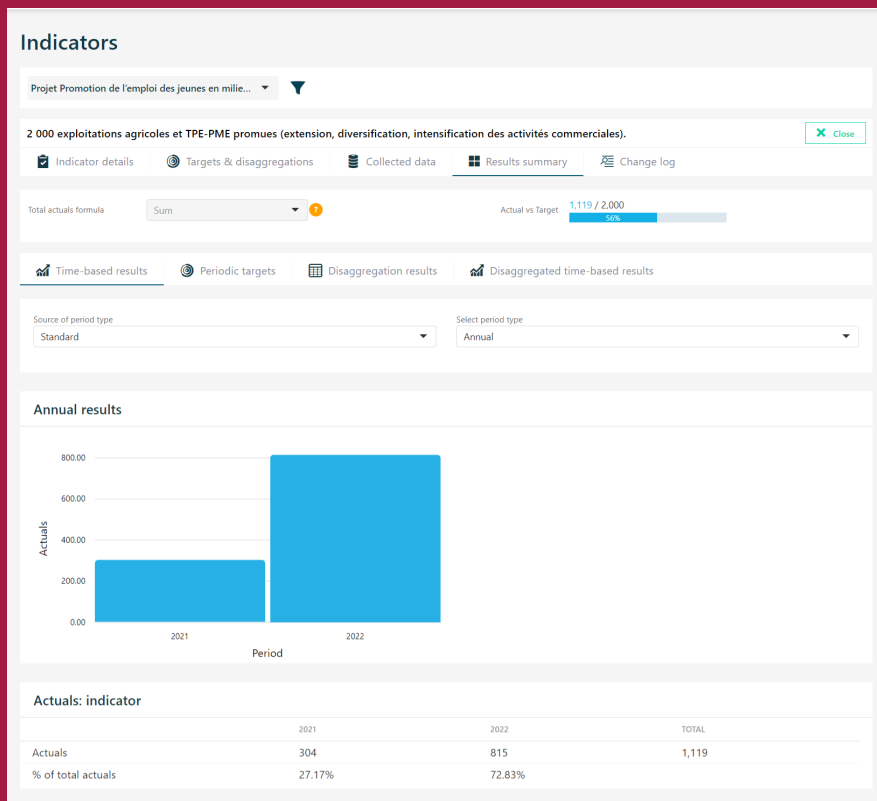 Indicators
Projet Promotion de l'emploi des jeunes en milie...
2 000 exploitations agricoles et TPE-PME promues (extension, diversification, intensification des activités commerciales).
Close
Indicator details
Targets & disaggregations
Collected data
Results summary
Change log
Total actuals formula
Sum
?
Actual vs Target
1,119 / 2,000
56%
Time-based results
Periodic targets
Disaggregation results
Disaggregated time-based results
Source of period type
Standard
Select period type
Annual
Annual results
800.00
600.00
400.00
200.00
0.00
Actuals
2021
2022
Period
Actuals: indicator
2021 2022 TOTAL
Actuals 304 815 1,119
% of total actuals 27.17% 72.83%